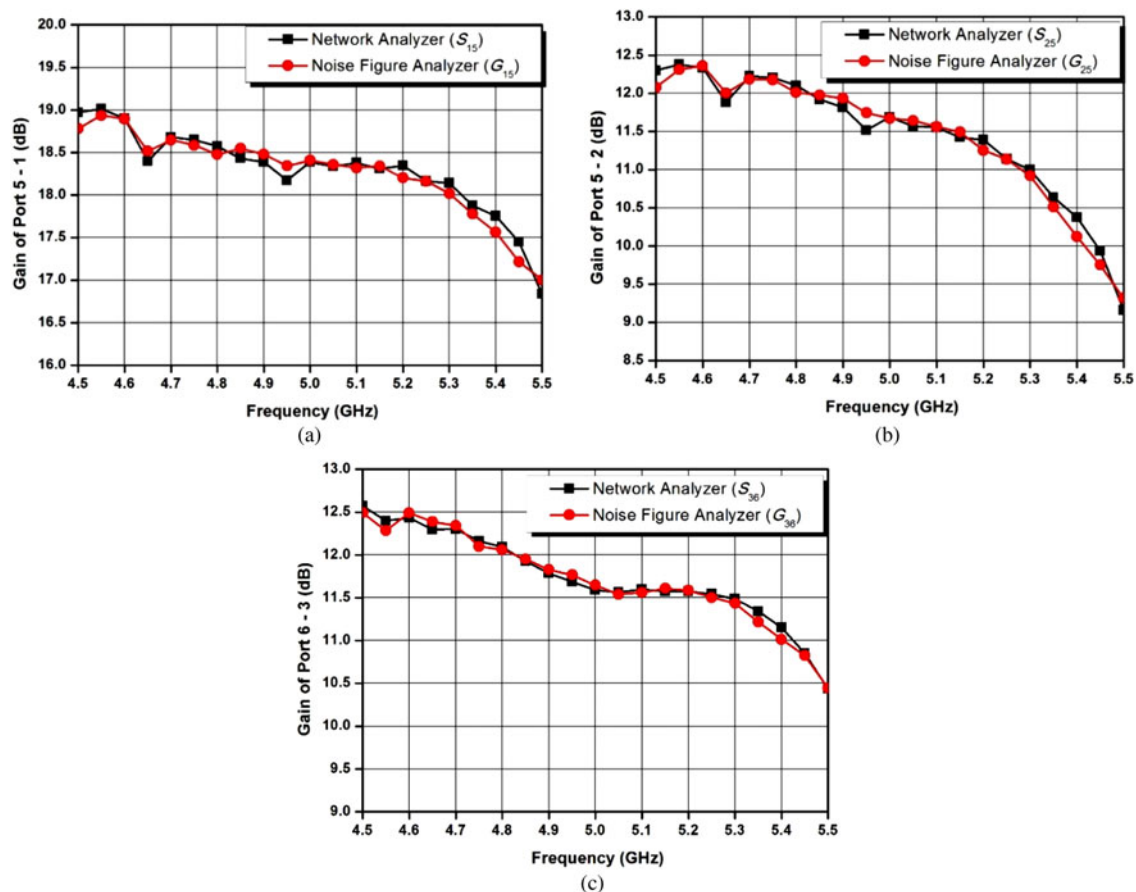 20.0
19.5
19.0
18.5
18.0
17.5
17.0
16.5
16.0
Gain of Port 5 - 1 (dB)
Network Analyzer (S₁₅)
Noise Figure Analyzer (G₁₅)
4.5 4.6 4.7 4.8 4.9 5.0 5.1 5.2 5.3 5.4 5.5
Frequency (GHz)
(a)
13.0
12.5
12.0
11.5
11.0
10.5
10.0
9.5
9.0
8.5
Gain of Port 5 - 2 (dB)
Network Analyzer (S₂₅)
Noise Figure Analyzer (G₂₅)
4.5 4.6 4.7 4.8 4.9 5.0 5.1 5.2 5.3 5.4 5.5
Frequency (GHz)
(b)
13.0
12.5
12.0
11.5
11.0
10.5
10.0
9.5
9.0
Gain of Port 6 - 3 (dB)
Network Analyzer (S₃₆)
Noise Figure Analyzer (G₃₆)
4.5 4.6 4.7 4.8 4.9 5.0 5.1 5.2 5.3 5.4 5.5
Frequency (GHz)
(c)